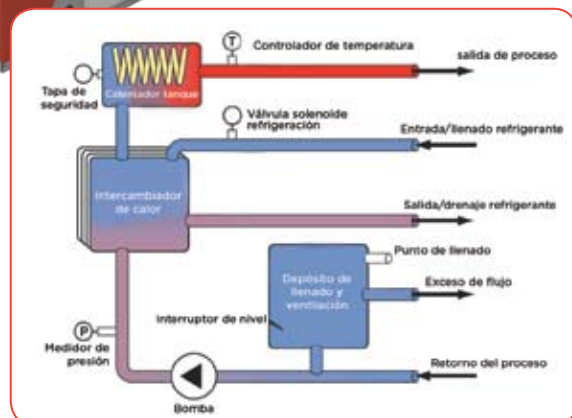 T
Controlador de temperatura
salida de proceso
Calentador tanque
Tapa de
seguridad
Válvula solenoide
refrigeración
Entrada/llenado refrigerante
Intercambiador
de calor
Salida/drenaje refrigerante
Punto de llenado
Depósito de
llenado y
ventilación
Exceso de flujo
Interruptor de nivel
P
Medidor de
presión
Retorno del proceso
Bomba